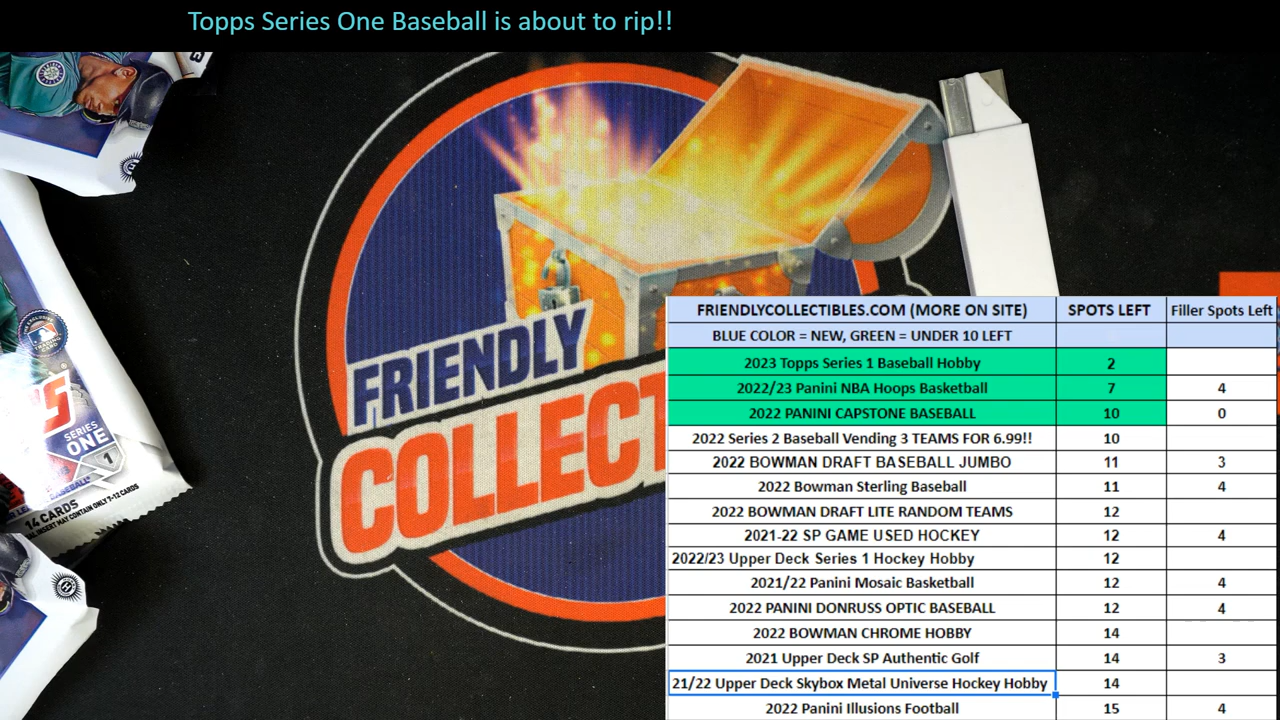 Topps Series One Baseball is about to rip!!
FRIENDLY
COLLECT
SERIES
ONE
1
14 CARDS
FRIENDLYCOLLECTIBLES.COM (MORE ON SITE) SPOTS LEFT Filler Spots Left
BLUE COLOR = NEW, GREEN = UNDER 10 LEFT
2023 Topps Series 1 Baseball Hobby 2
2022/23 Panini NBA Hoops Basketball 7 4
2022 PANINI CAPSTONE BASEBALL 10 0
2022 Series 2 Baseball Vending 3 TEAMS FOR 6.99!! 10
2022 BOWMAN DRAFT BASEBALL JUMBO 11 3
2022 Bowman Sterling Baseball 11 4
2022 BOWMAN DRAFT LITE RANDOM TEAMS 12
2021-22 SP GAME USED HOCKEY 12 4
2022/23 Upper Deck Series 1 Hockey Hobby 12
2021/22 Panini Mosaic Basketball 12 4
2022 PANINI DONRUSS OPTIC BASEBALL 12 4
2022 BOWMAN CHROME HOBBY 14
2021 Upper Deck SP Authentic Golf 14 3
21/22 Upper Deck Skybox Metal Universe Hockey Hobby 14
2022 Panini Illusions Football 15 4